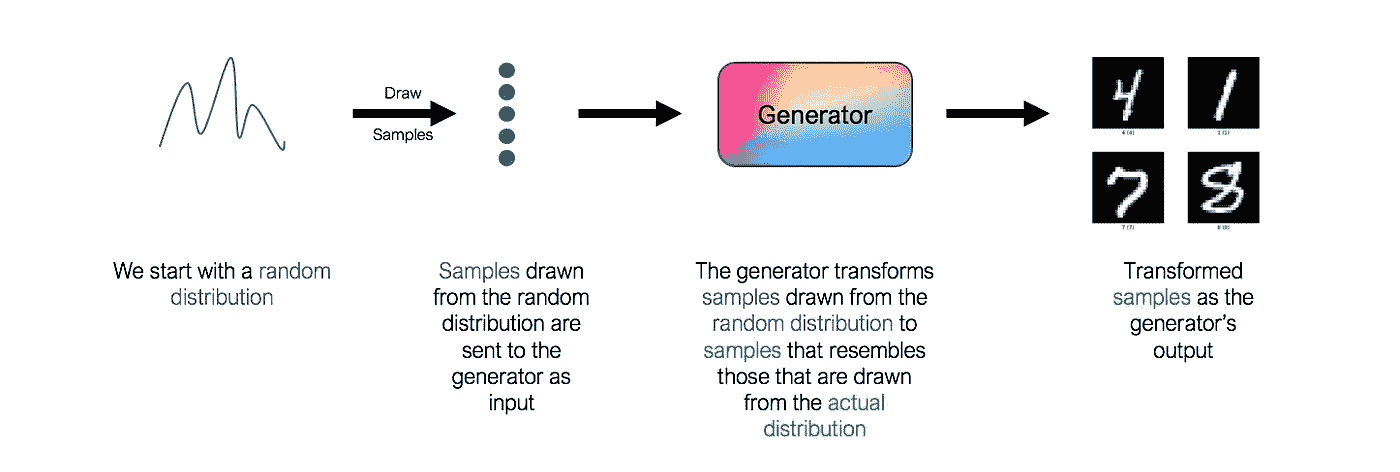 Draw
Samples
Generator
4 (4)
1 (1)
7 (7)
8 (8)
We start with a random
distribution
Samples drawn
from the random
distribution are
sent to the
generator as
input
The generator transforms
samples drawn from the
random distribution to
samples that resembles
those that are drawn
from the actual
distribution
Transformed
samples as the
generator's
output